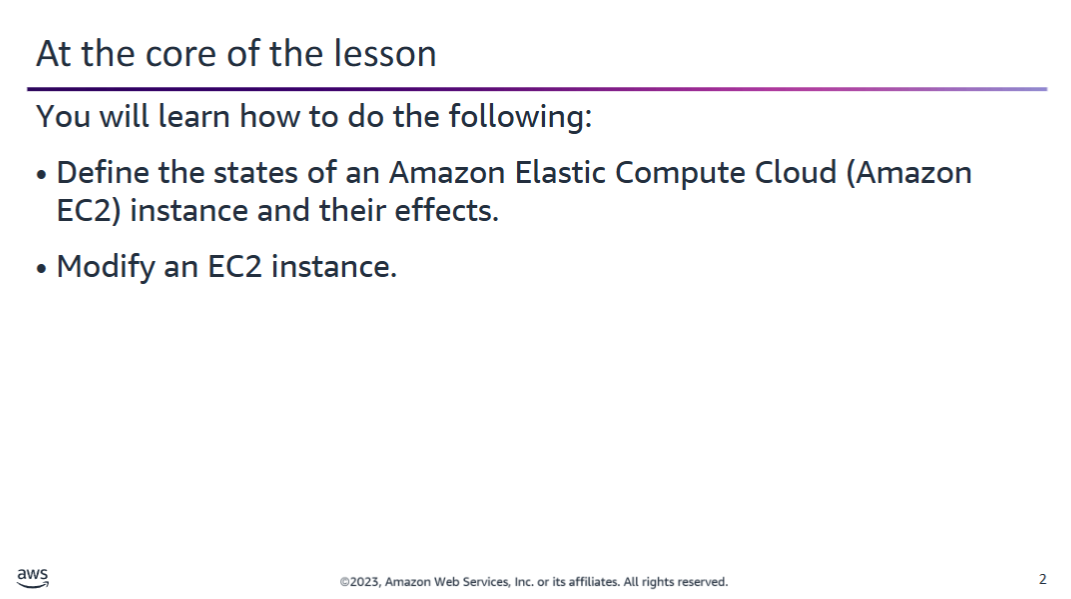 At the core of the lesson
You will learn how to do the following:
• Define the states of an Amazon Elastic Compute Cloud (Amazon
EC2) instance and their effects.
• Modify an EC2 instance.
aws
©2023, Amazon Web Services, Inc. or its affiliates. All rights reserved.
2